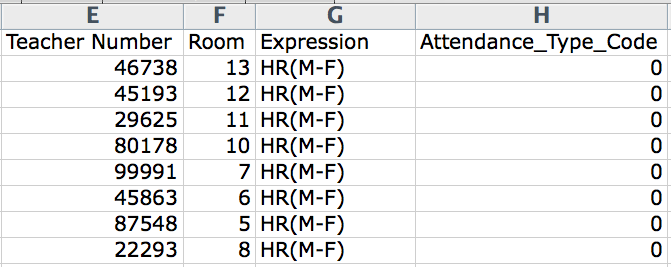 E F G H
Teacher Number Room Expression Attendance_Type_Code
46738 13 HR(M-F) 0
45193 12 HR(M-F) 0
29625 11 HR(M-F) 0
80178 10 HR(M-F) 0
99991 7 HR(M-F) 0
45863 6 HR(M-F) 0
87548 5 HR(M-F) 0
22293 8 HR(M-F) 0